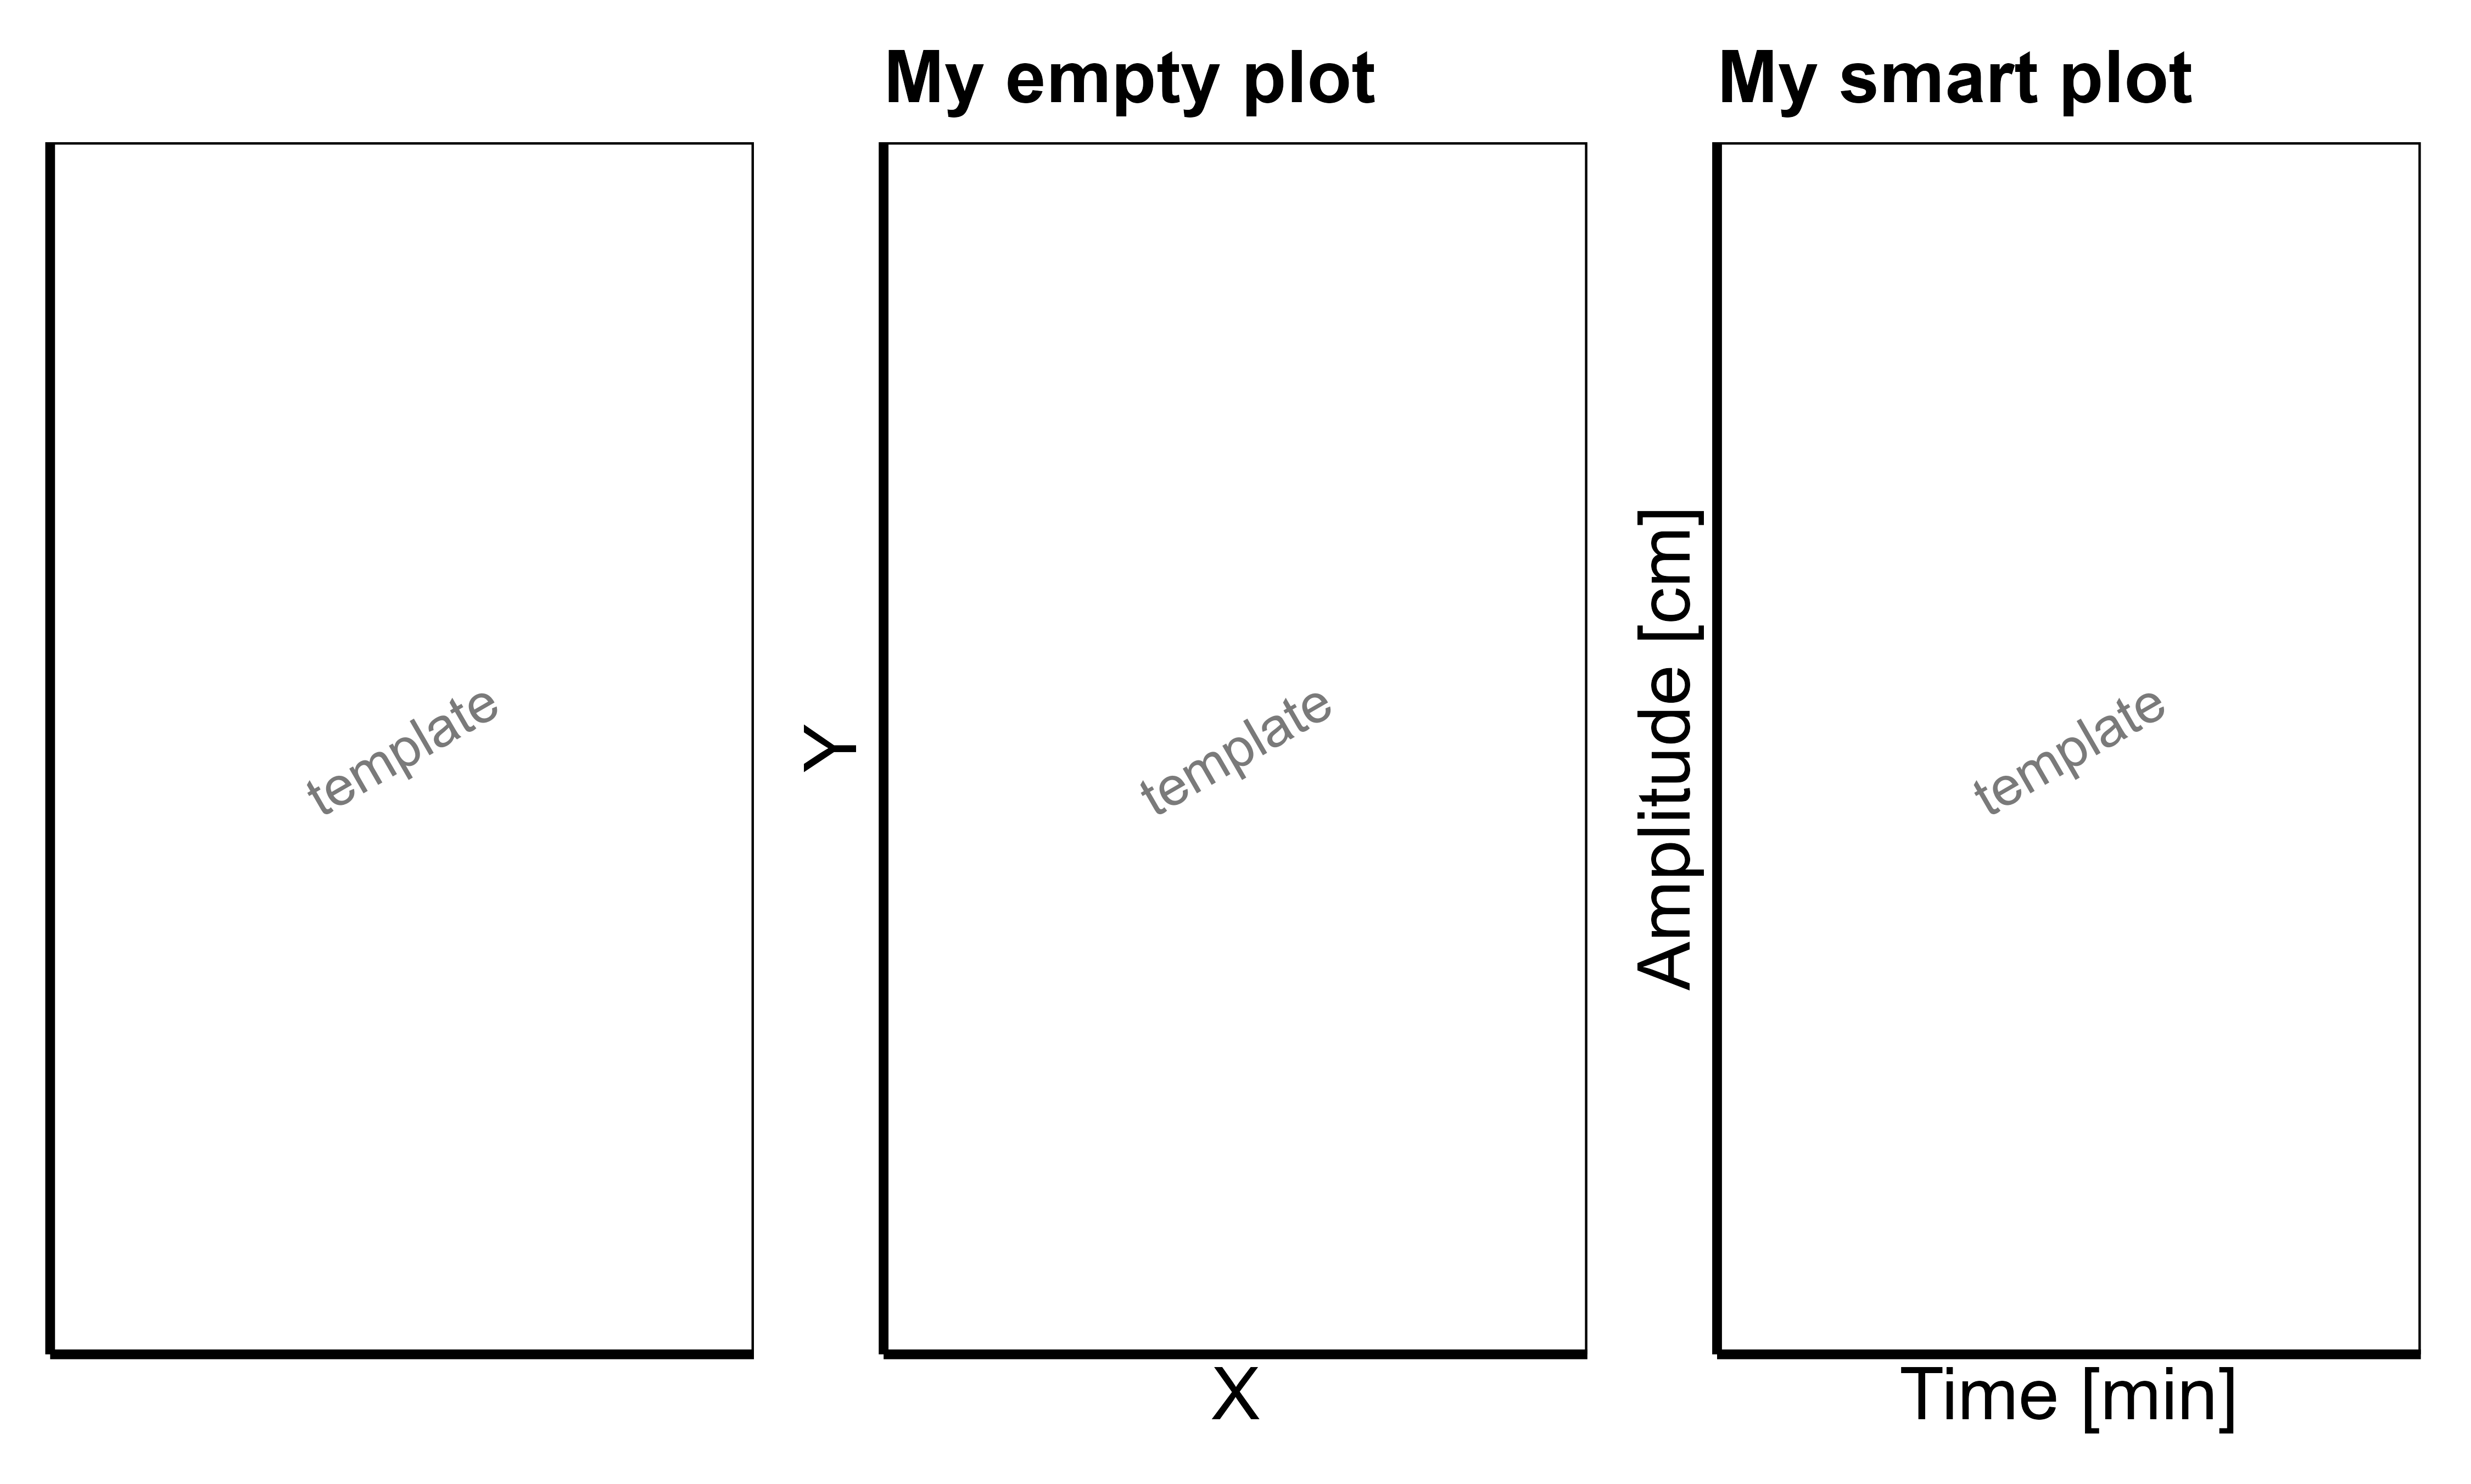 My empty plot
My smart plot
template
Y
template
X
Amplitude [cm]
template
Time [min]